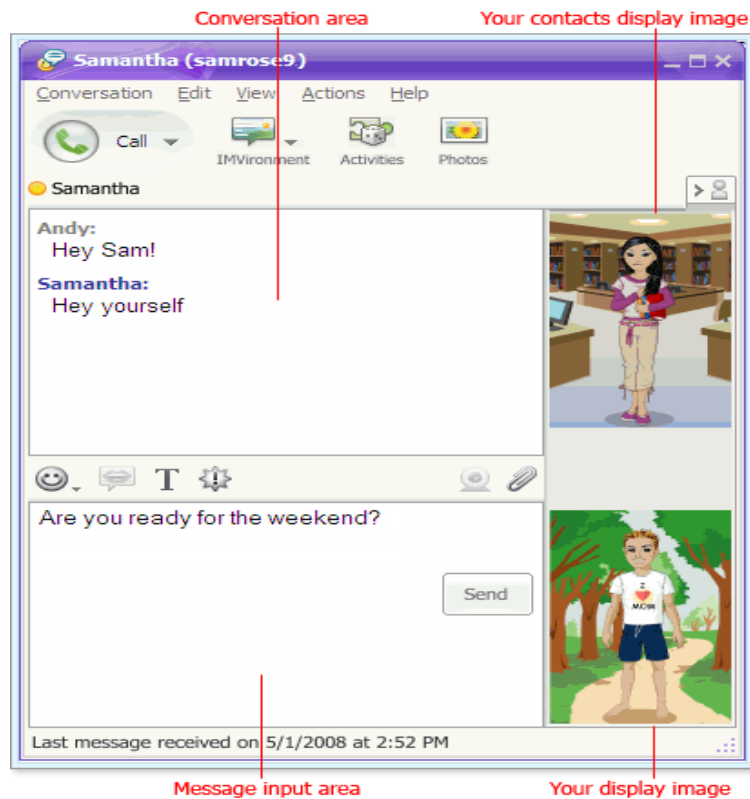 Conversation area
Your contacts display image
Samantha (samrose9)
Conversation Edit View Actions Help
Call
IMVironment
Activities
Photos
Samantha
Andy:
Hey Sam!
Samantha:
Hey yourself
T
Are you ready for the weekend?
Send
I
MOM
Last message received on 5/1/2008 at 2:52 PM
Message input area
Your display image